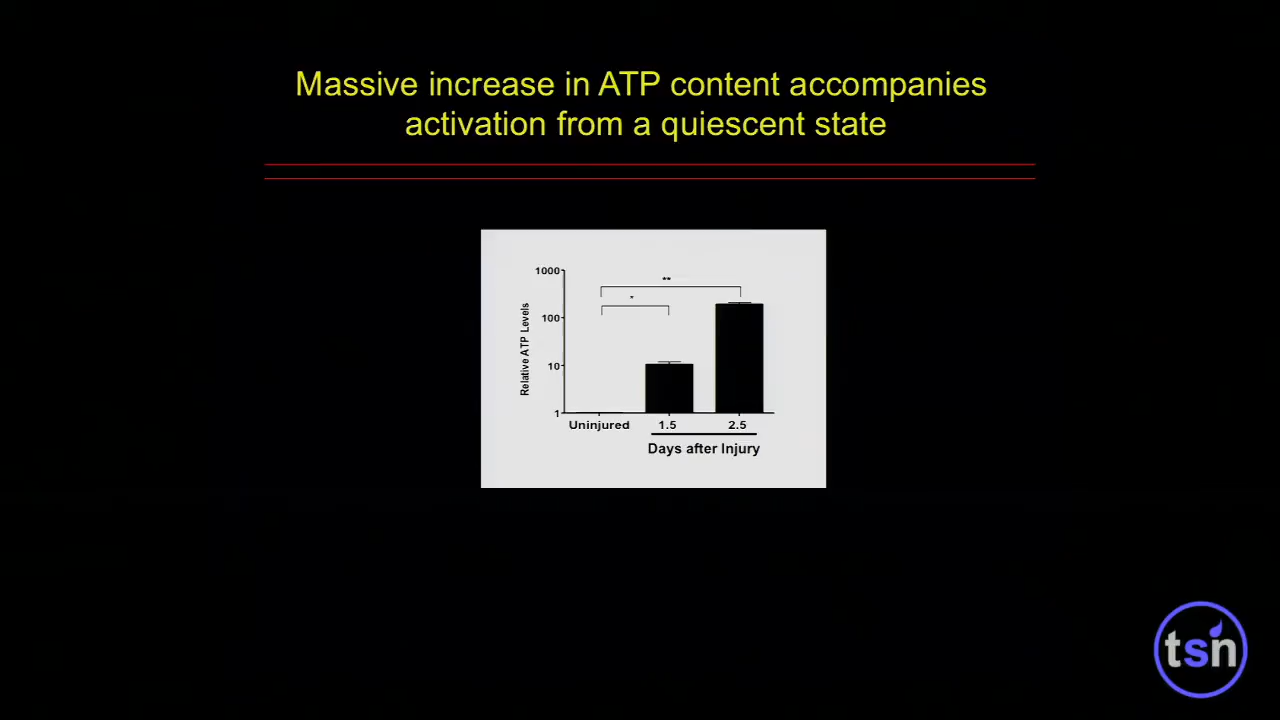 Massive increase in ATP content accompanies
activation from a quiescent state
1000
100
10
1
Relative ATP Levels
**
*
Uninjured 1.5 2.5
Days after Injury
tsn